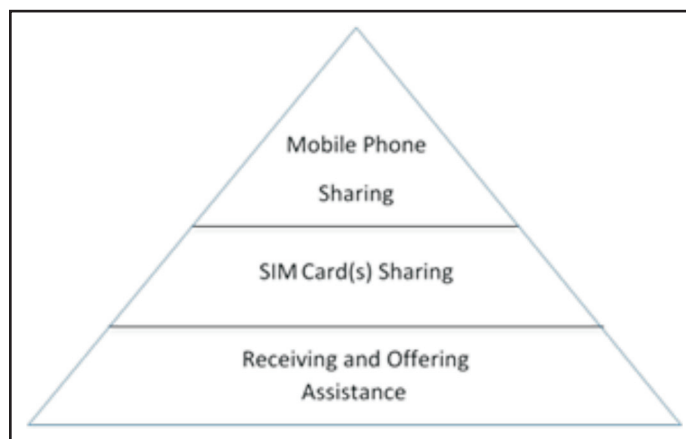 Mobile Phone
Sharing
SIM Card(s) Sharing
Receiving and Offering
Assistance